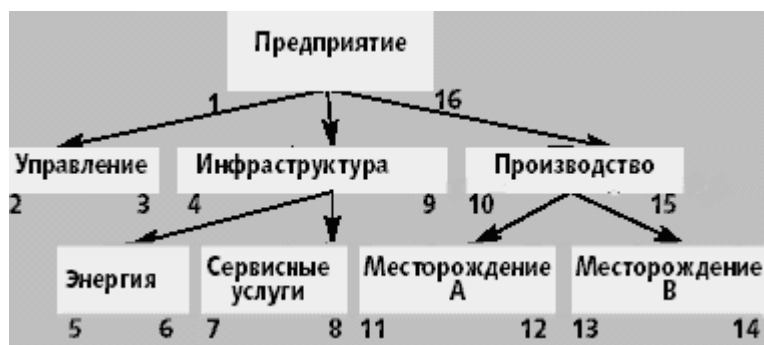 Предприятие
1 16
Управление Инфраструктура Производство
2 3 4 9 10 15
Энергия Сервисные услуги Месторождение А Месторождение В
5 6 7 8 11 12 13 14